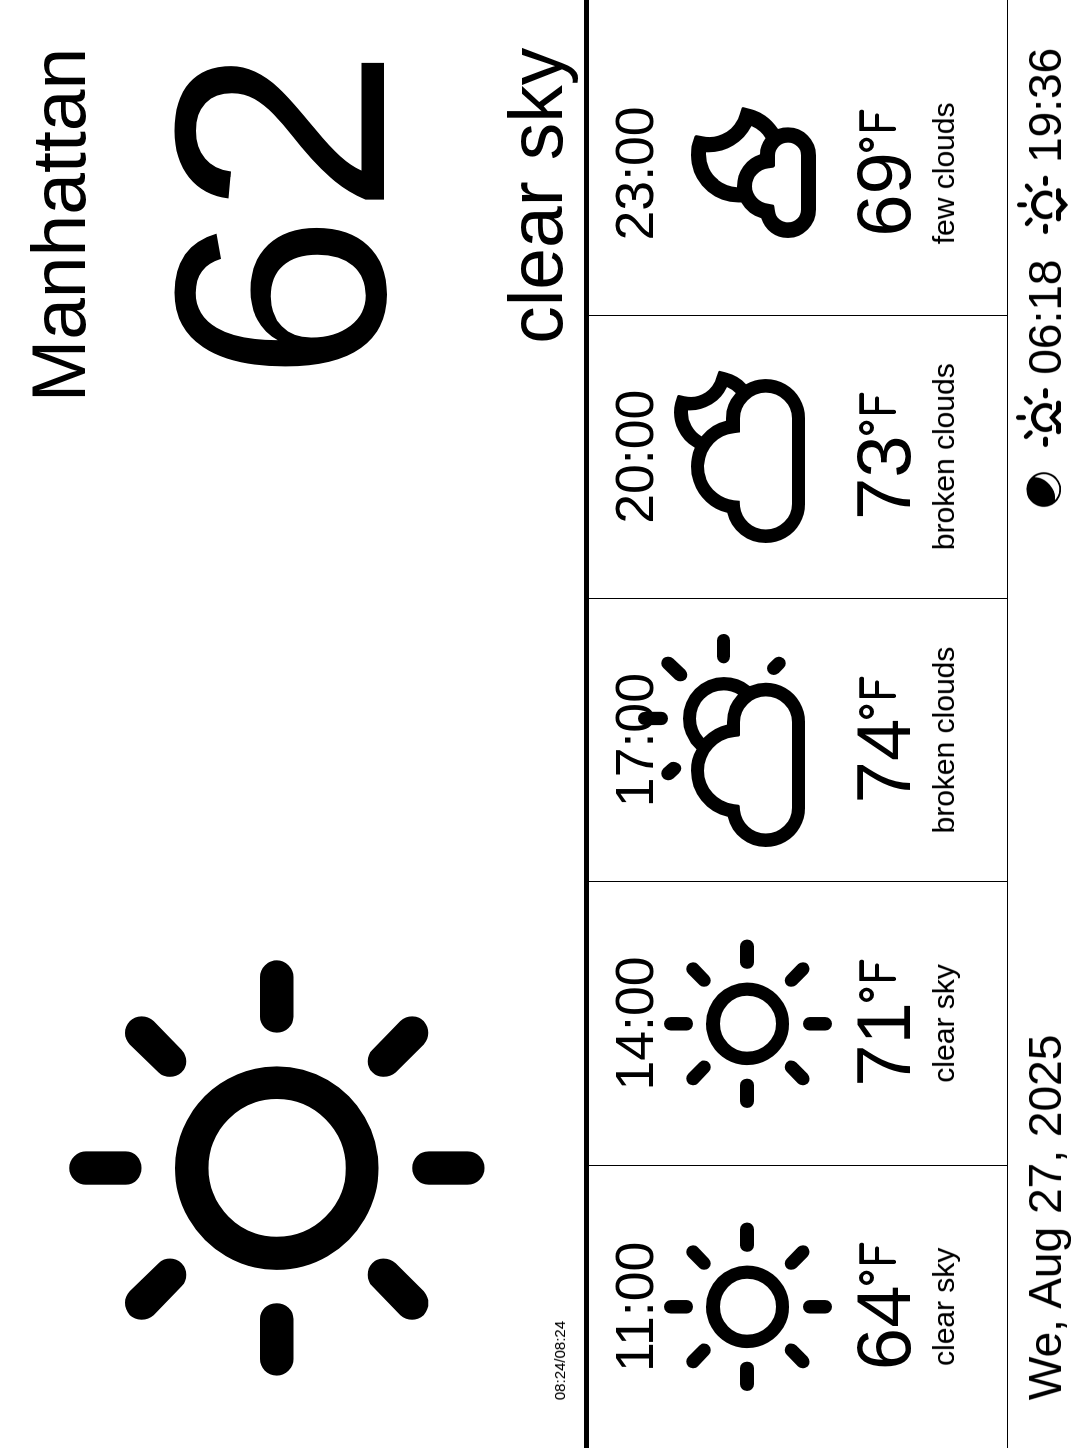 Manhattan
62
clear sky
08:24/08:24
11:00 14:00 17:00 20:00 23:00
64°F 71°F 74°F 73°F 69°F
clear sky clear sky broken clouds broken clouds few clouds
We, Aug 27, 2025 06:18 19:36